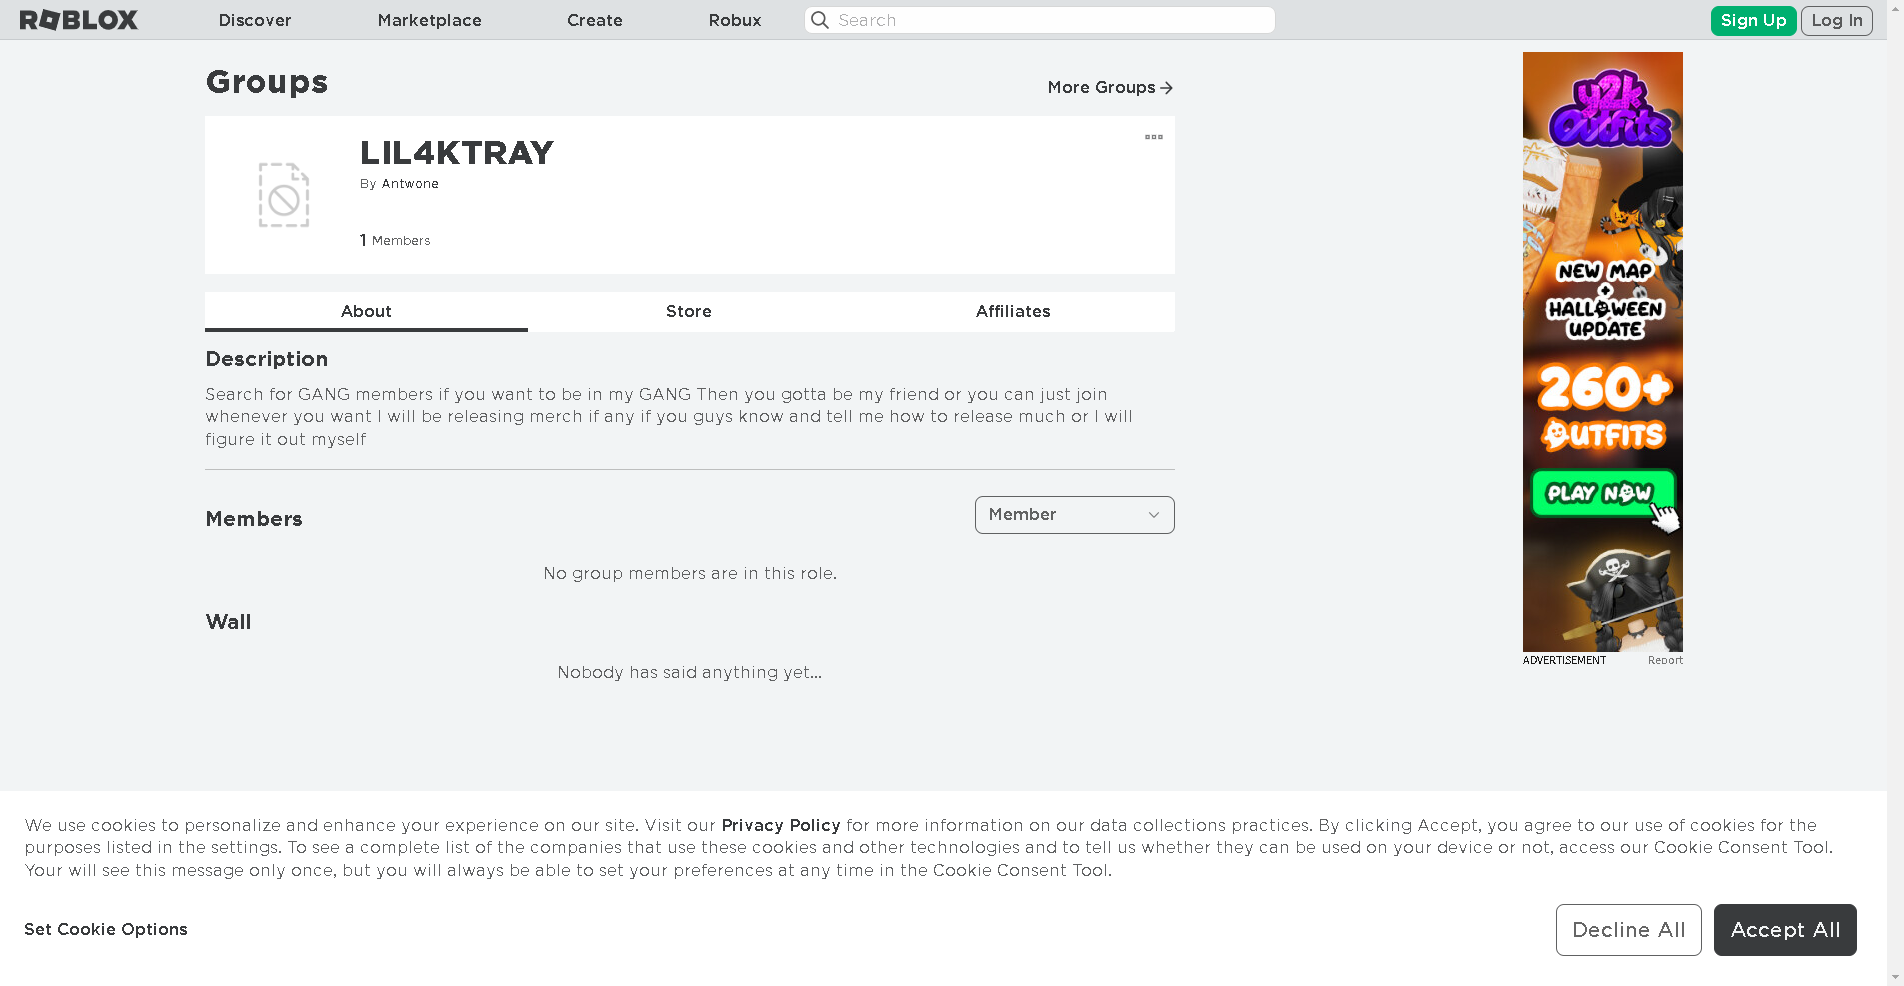 ROBLOX Discover Marketplace Create Robux Search Sign Up Log In
Groups
More Groups
LIL4KTRAY
By Antwone
1 Members
About Store Affiliates
Description
Search for GANG members if you want to be in my GANG Then you gotta be my friend or you can just join
whenever you want I will be releasing merch if any if you guys know and tell me how to release much or I will
figure it out myself
Members
Member
No group members are in this role.
Wall
Nobody has said anything yet...
y2k
Outfits
NEW MAP
+
HALLOWEEN
UPDATE
260+
OUTFITS
PLAY NOW
ADVERTISEMENT Report
We use cookies to personalize and enhance your experience on our site. Visit our Privacy Policy for more information on our data collections practices. By clicking Accept, you agree to our use of cookies for the
purposes listed in the settings. To see a complete list of the companies that use these cookies and other technologies and to tell us whether they can be used on your device or not, access our Cookie Consent Tool.
Your will see this message only once, but you will always be able to set your preferences at any time in the Cookie Consent Tool.
Set Cookie Options
Decline All
Accept All